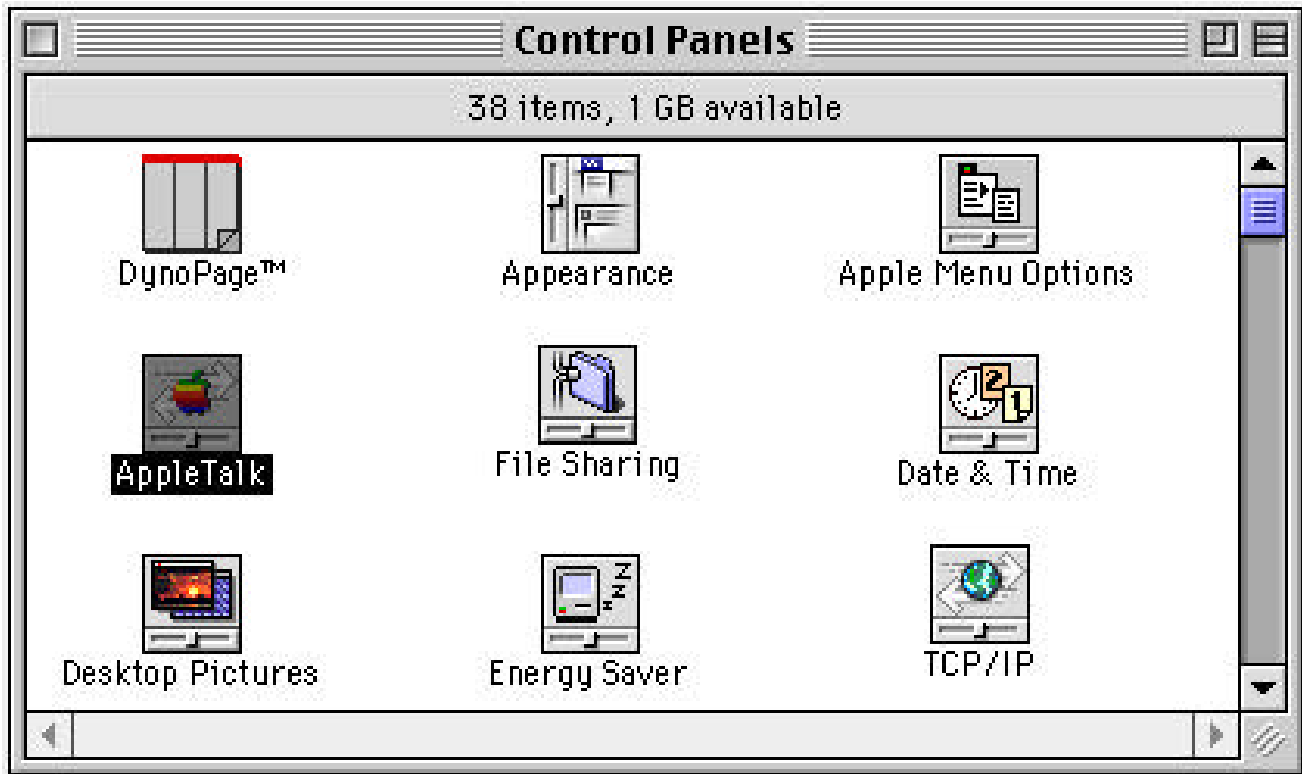 Control Panels
38 items, 1 GB available
DynoPage™
Appearance
Apple Menu Options
AppleTalk
File Sharing
Date & Time
Desktop Pictures
Energy Saver
TCP/IP